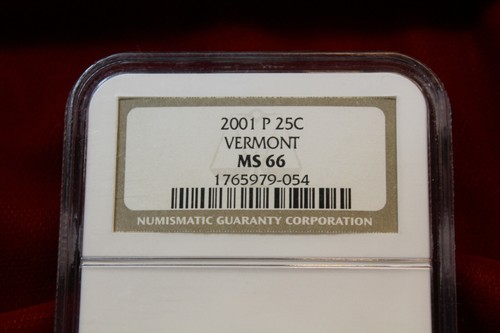 2001 P 25C
VERMONT
MS 66
1765979-054
NUMISMATIC GUARANTY CORPORATION